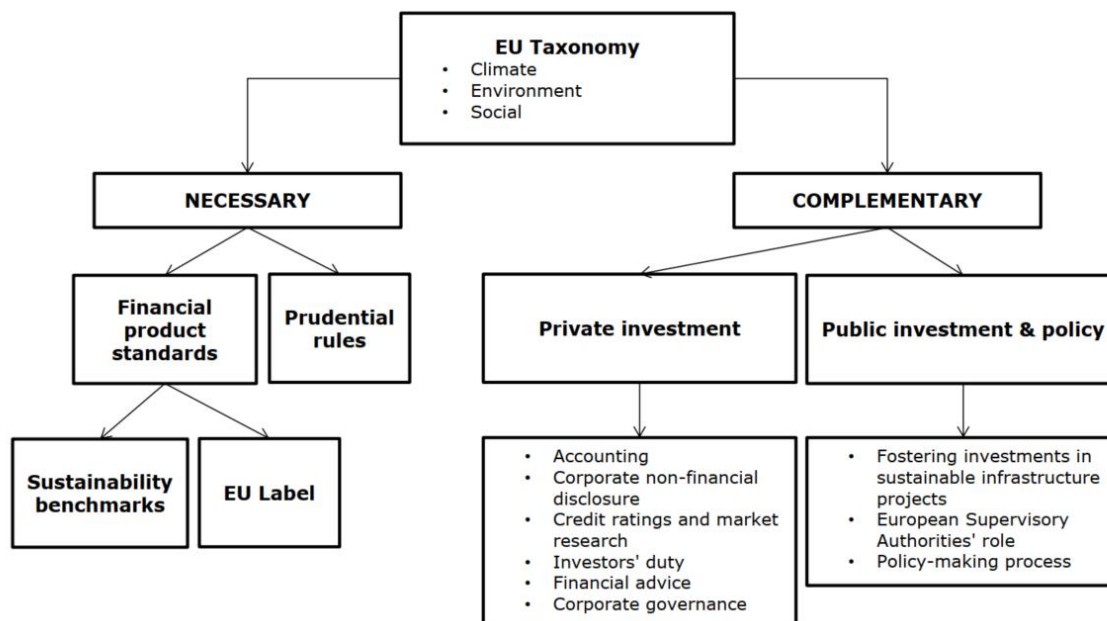 EU Taxonomy
• Climate
• Environment
• Social
NECESSARY
COMPLEMENTARY
Financial
product
standards
Prudential
rules
Private investment
Public investment & policy
Sustainability
benchmarks
EU Label
• Accounting
• Corporate non-financial
disclosure
• Credit ratings and market
research
• Investors' duty
• Financial advice
• Corporate governance
• Fostering investments in
sustainable infrastructure
projects
• European Supervisory
Authorities' role
• Policy-making process